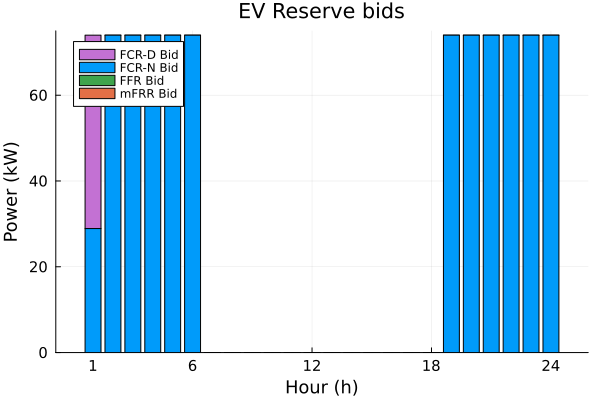 EV Reserve bids
FCR-D Bid
FCR-N Bid
FFR Bid
mFRR Bid
Power (kW)
60
40
20
0
1 6 12 18 24
Hour (h)